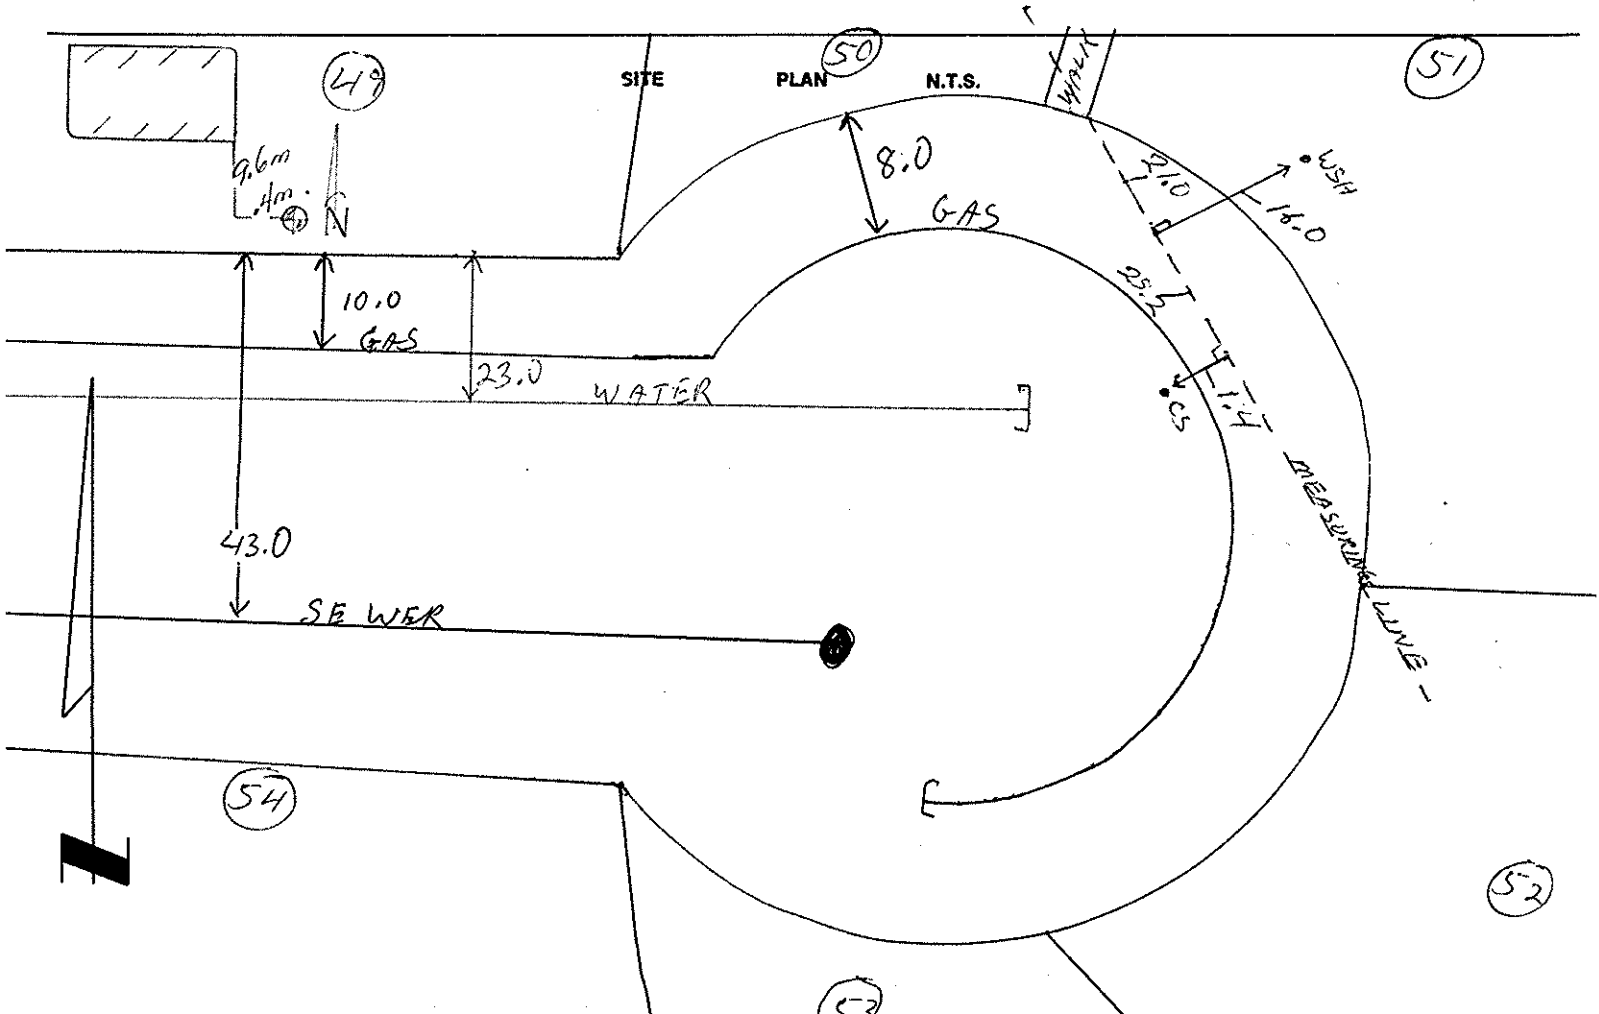 50
49
51
SITE PLAN N.T.S.
WALK
9.6m
.4m
N
8.0
21.0
WSH
16.0
GAS
10.0
GAS
25.2
23.0
WATER
1.4
CS
MEASURING LINE
43.0
SEWER
54
N
52
53